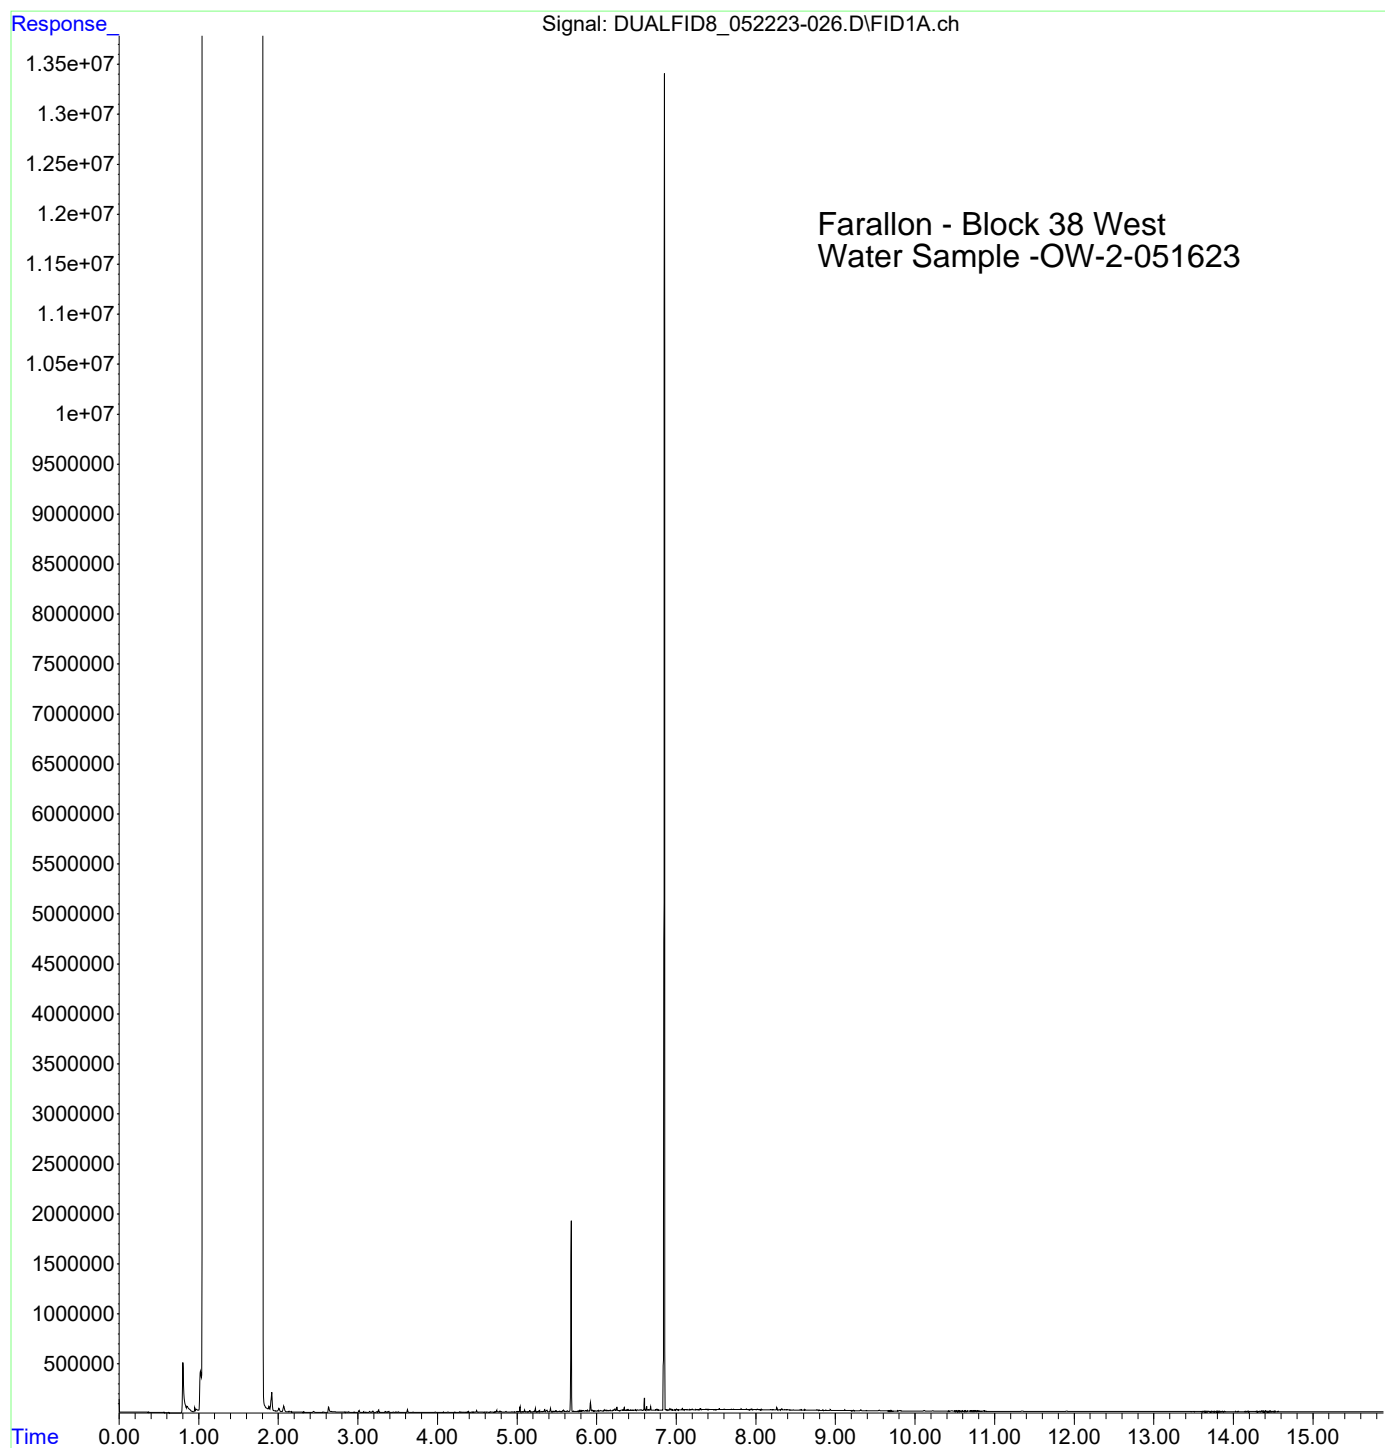 Response_
Signal: DUALFID8_052223-026.D\FID1A.ch
1.35e+07
1.3e+07
1.25e+07
1.2e+07
1.15e+07
1.1e+07
1.05e+07
1e+07
9500000
9000000
8500000
8000000
7500000
7000000
6500000
6000000
5500000
5000000
4500000
4000000
3500000
3000000
2500000
2000000
1500000
1000000
500000
Farallon - Block 38 West
Water Sample -OW-2-051623
Time 0.00 1.00 2.00 3.00 4.00 5.00 6.00 7.00 8.00 9.00 10.00 11.00 12.00 13.00 14.00 15.00